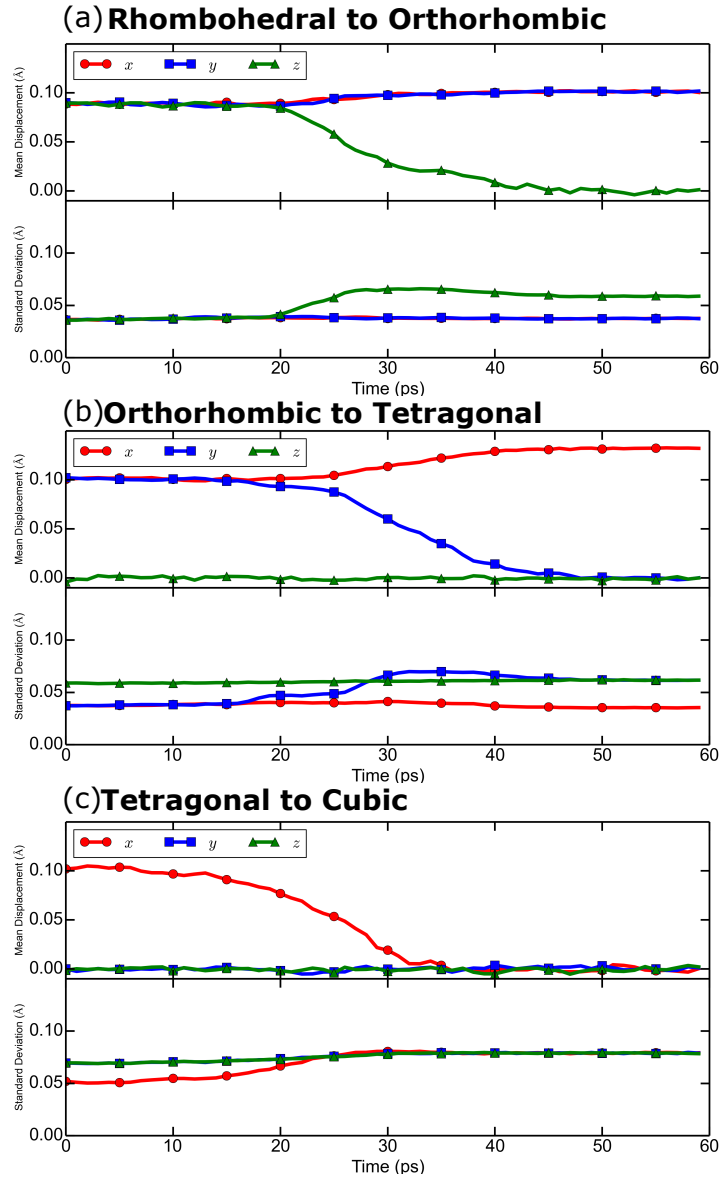 (a) Rhombohedral to Orthorhombic
x y z
Mean Displacement (Å)
0.10
0.05
0.00
Standard Deviation (Å)
0.10
0.05
0.00
0 10 20 30 40 50 60
Time (ps)
(b) Orthorhombic to Tetragonal
x y z
Mean Displacement (Å)
0.10
0.05
0.00
Standard Deviation (Å)
0.10
0.05
0.00
0 10 20 30 40 50 60
Time (ps)
(c) Tetragonal to Cubic
x y z
Mean Displacement (Å)
0.10
0.05
0.00
Standard Deviation (Å)
0.10
0.05
0.00
0 10 20 30 40 50 60
Time (ps)